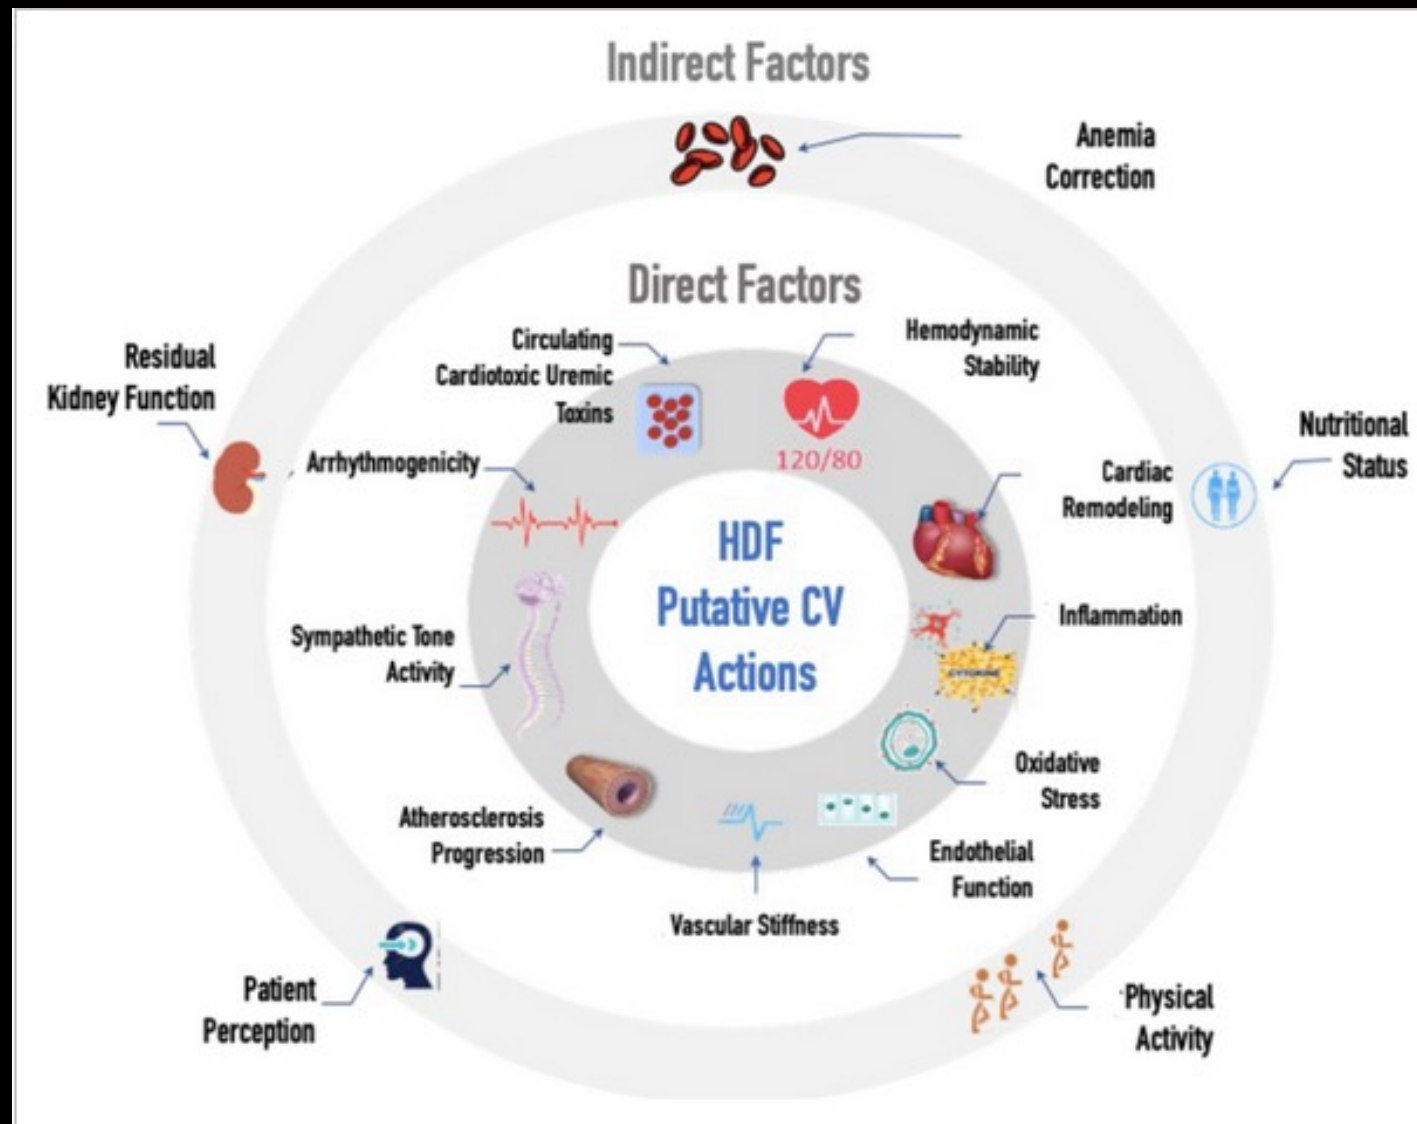 Indirect Factors
Anemia
Correction
Direct Factors
Circulating
Cardiotoxic Uremic
Toxins
Hemodynamic
Stability
Residual
Kidney Function
Arrhythmogenicity
120/80
Cardiac
Remodeling
Nutritional
Status
HDF
Putative CV
Actions
Sympathetic Tone
Activity
Inflammation
CYTOKINE
Oxidative
Stress
Atherosclerosis
Progression
Endothelial
Function
Vascular Stiffness
Patient
Perception
Physical
Activity